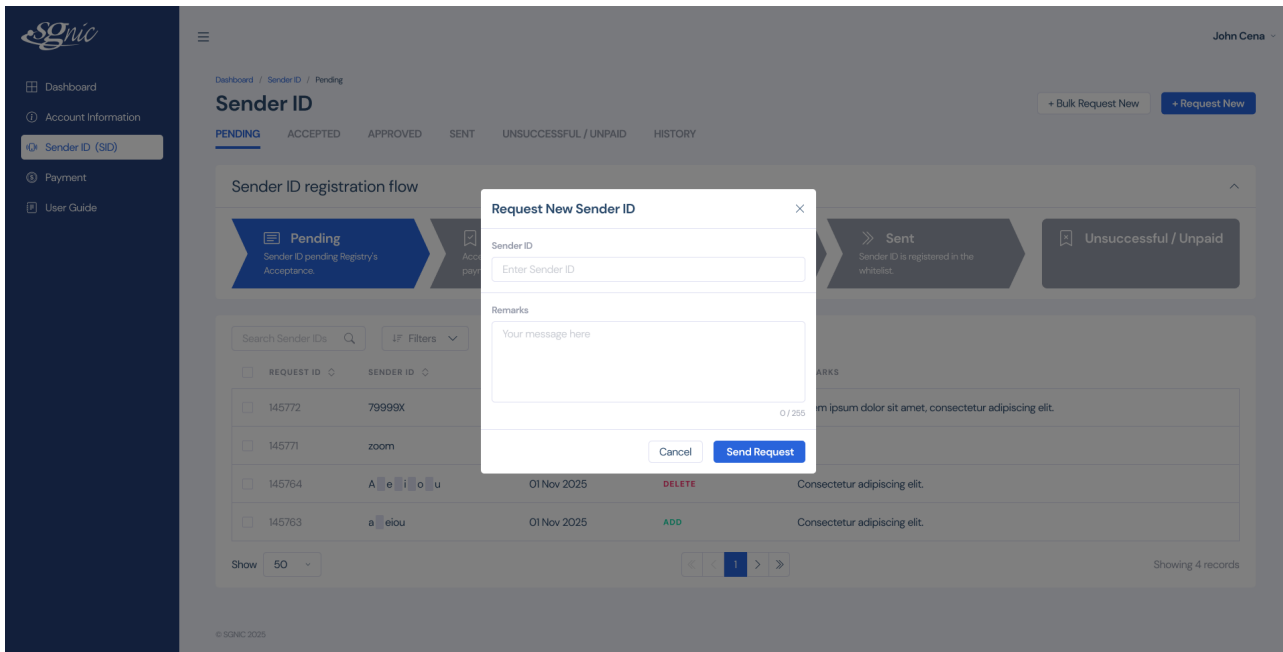 sgnic
John Cena
Dashboard
Account Information
Sender ID (SID)
Payment
User Guide
Dashboard / Sender ID / Pending
Sender ID
+ Bulk Request New
+ Request New
PENDING ACCEPTED APPROVED SENT UNSUCCESSFUL / UNPAID HISTORY
Sender ID registration flow
Pending
Sender ID pending Registry's
Acceptance.
Sent
Sender ID is registered in the
whitelist.
Unsuccessful / Unpaid
Request New Sender ID
Sender ID
Enter Sender ID
Remarks
Your message here
0 / 255
Cancel
Send Request
Search Sender IDs
Filters
REQUEST ID SENDER ID
145772 79999X ipsum dolor sit amet, consectetur adipiscing elit.
145771 zoom
145764 A e i o u 01 Nov 2025 DELETE Consectetur adipiscing elit.
145763 a eiou 01 Nov 2025 ADD Consectetur adipiscing elit.
Show 50
1
Showing 4 records
© SGNIC 2025